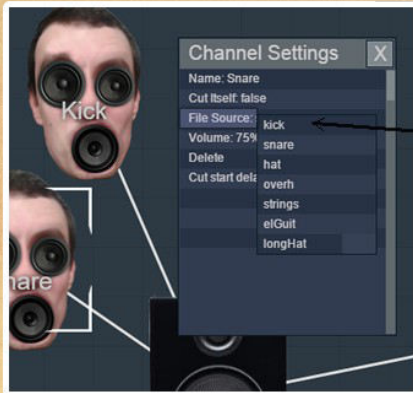 Channel Settings X
Name: Snare
Cut Itself: false
File Source:
Volume: 75%
Delete
Cut start dela
kick
snare
hat
overh
strings
elGuit
longHat
Kick
nare